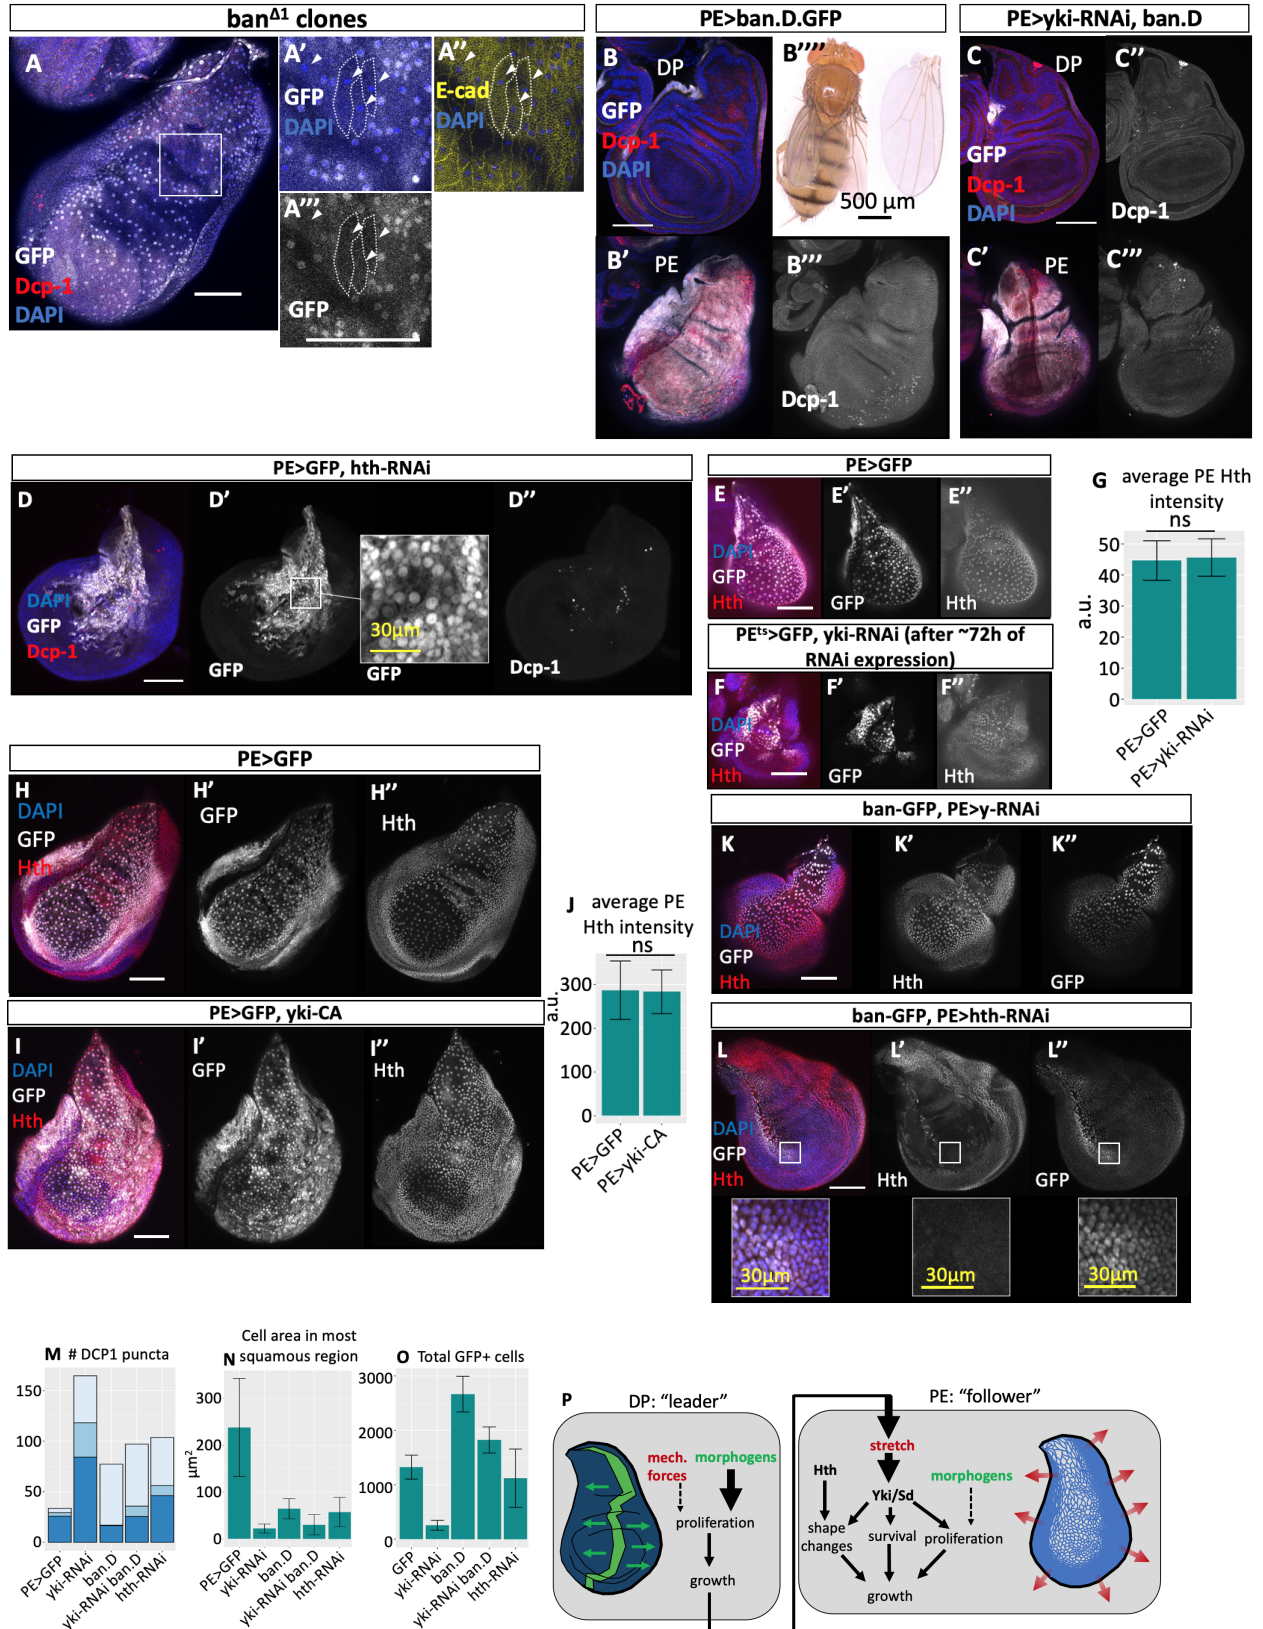 ban^Δ1 clones
A
GFP
Dcp-1
DAPI
A'
GFP
DAPI
A''
E-cad
DAPI
A'''
GFP
PE>ban.D.GFP
B
DP
GFP
Dcp-1
DAPI
B''''
500 µm
B'
PE
B'''
Dcp-1
PE>yki-RNAi, ban.D
C
DP
GFP
Dcp-1
DAPI
C''
Dcp-1
C'
PE
C'''
PE>GFP, hth-RNAi
D
DAPI
GFP
Dcp-1
D'
GFP
30µm
GFP
D''
Dcp-1
PE>GFP
E
DAPI
GFP
Hth
E'
GFP
E''
Hth
PE^ts>GFP, yki-RNAi (after ~72h of
RNAi expression)
F
DAPI
GFP
Hth
F'
GFP
F''
Hth
G average PE Hth
intensity
ns
a.u.
50
40
30
20
10
0
PE>GFP
PE>yki-RNAi
PE>GFP
H
DAPI
GFP
Hth
H'
GFP
H''
Hth
PE>GFP, yki-CA
I
DAPI
GFP
Hth
I'
GFP
I''
Hth
J average PE
Hth intensity
ns
a.u.
300
200
100
0
PE>GFP
PE>yki-CA
ban-GFP, PE>y-RNAi
K
DAPI
GFP
Hth
K'
Hth
K''
GFP
ban-GFP, PE>hth-RNAi
L
DAPI
GFP
Hth
L'
Hth
L''
GFP
30µm
30µm
30µm
M # DCP1 puncta
150
100
50
0
PE>GFP
yki-RNAi
ban.D
yki-RNAi ban.D
hth-RNAi
Cell area in most
N squamous region
µm²
300
200
100
0
PE>GFP
yki-RNAi
ban.D
yki-RNAi ban.D
hth-RNAi
O Total GFP+ cells
3000
2000
1000
0
GFP
yki-RNAi
ban.D
yki-RNAi ban.D
hth-RNAi
P
DP: “leader”
mech.
forces
morphogens
proliferation
growth
PE: “follower”
stretch
Hth
morphogens
Yki/Sd
shape
changes
survival
proliferation
growth